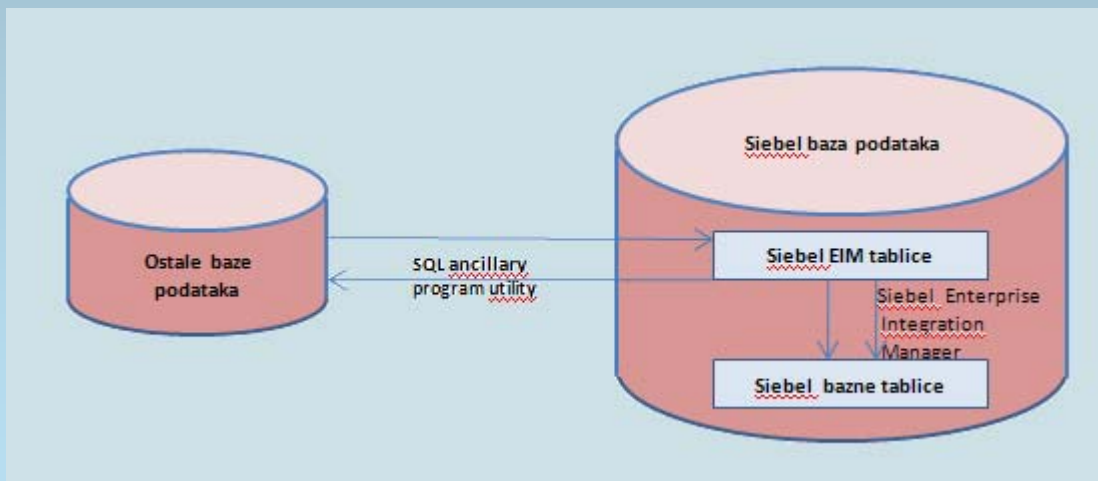 Siebel baza podataka
Ostale baze
podataka
SQL ancillary
program utility
Siebel EIM tablice
Siebel Enterprise
Integration
Manager
Siebel bazne tablice